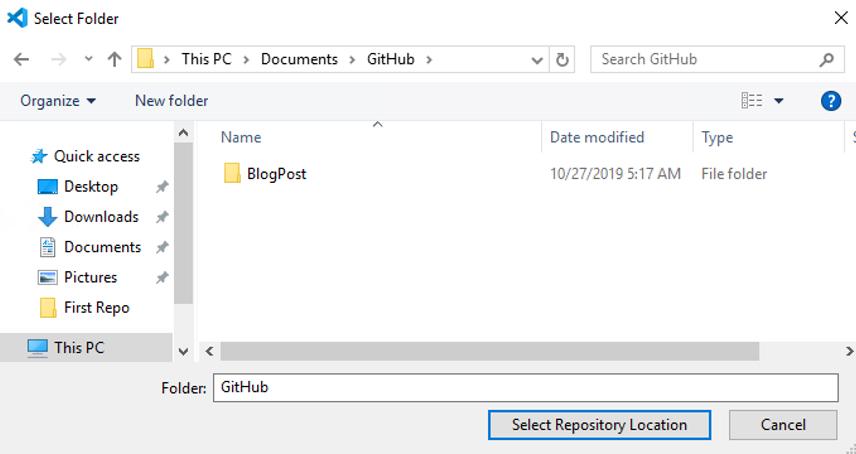 Select Folder
This PC > Documents > GitHub >
Search GitHub
Organize
New folder
?
Name
Date modified
Type
S
Quick access
Desktop
Downloads
Documents
Pictures
First Repo
This PC
BlogPost
10/27/2019 5:17 AM
File folder
Folder: GitHub
Select Repository Location
Cancel